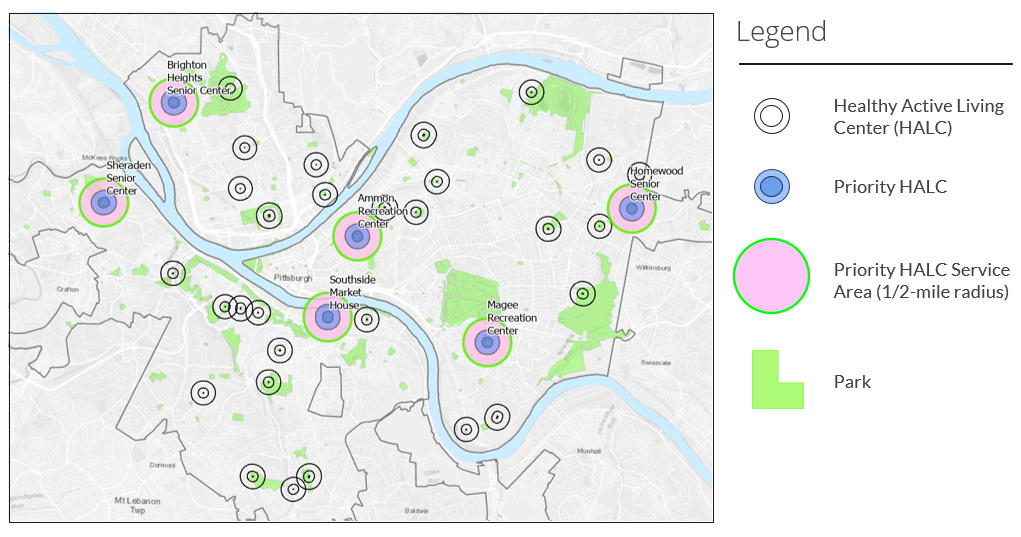 Legend
Healthy Active Living
Center (HALC)
Priority HALC
Priority HALC Service
Area (1/2-mile radius)
Park
Brighton
Heights
Senior Center
McKees Rocks
Sheraden
Senior
Center
Homewood
Senior
Center
Ammon
Recreation
Center
Pittsburgh
Wilkinsburg
Crafton
Southside
Market
House
Magee
Recreation
Center
Swissvale
Dormont
Munhall
Mt Lebanon
Twp
Baldwin